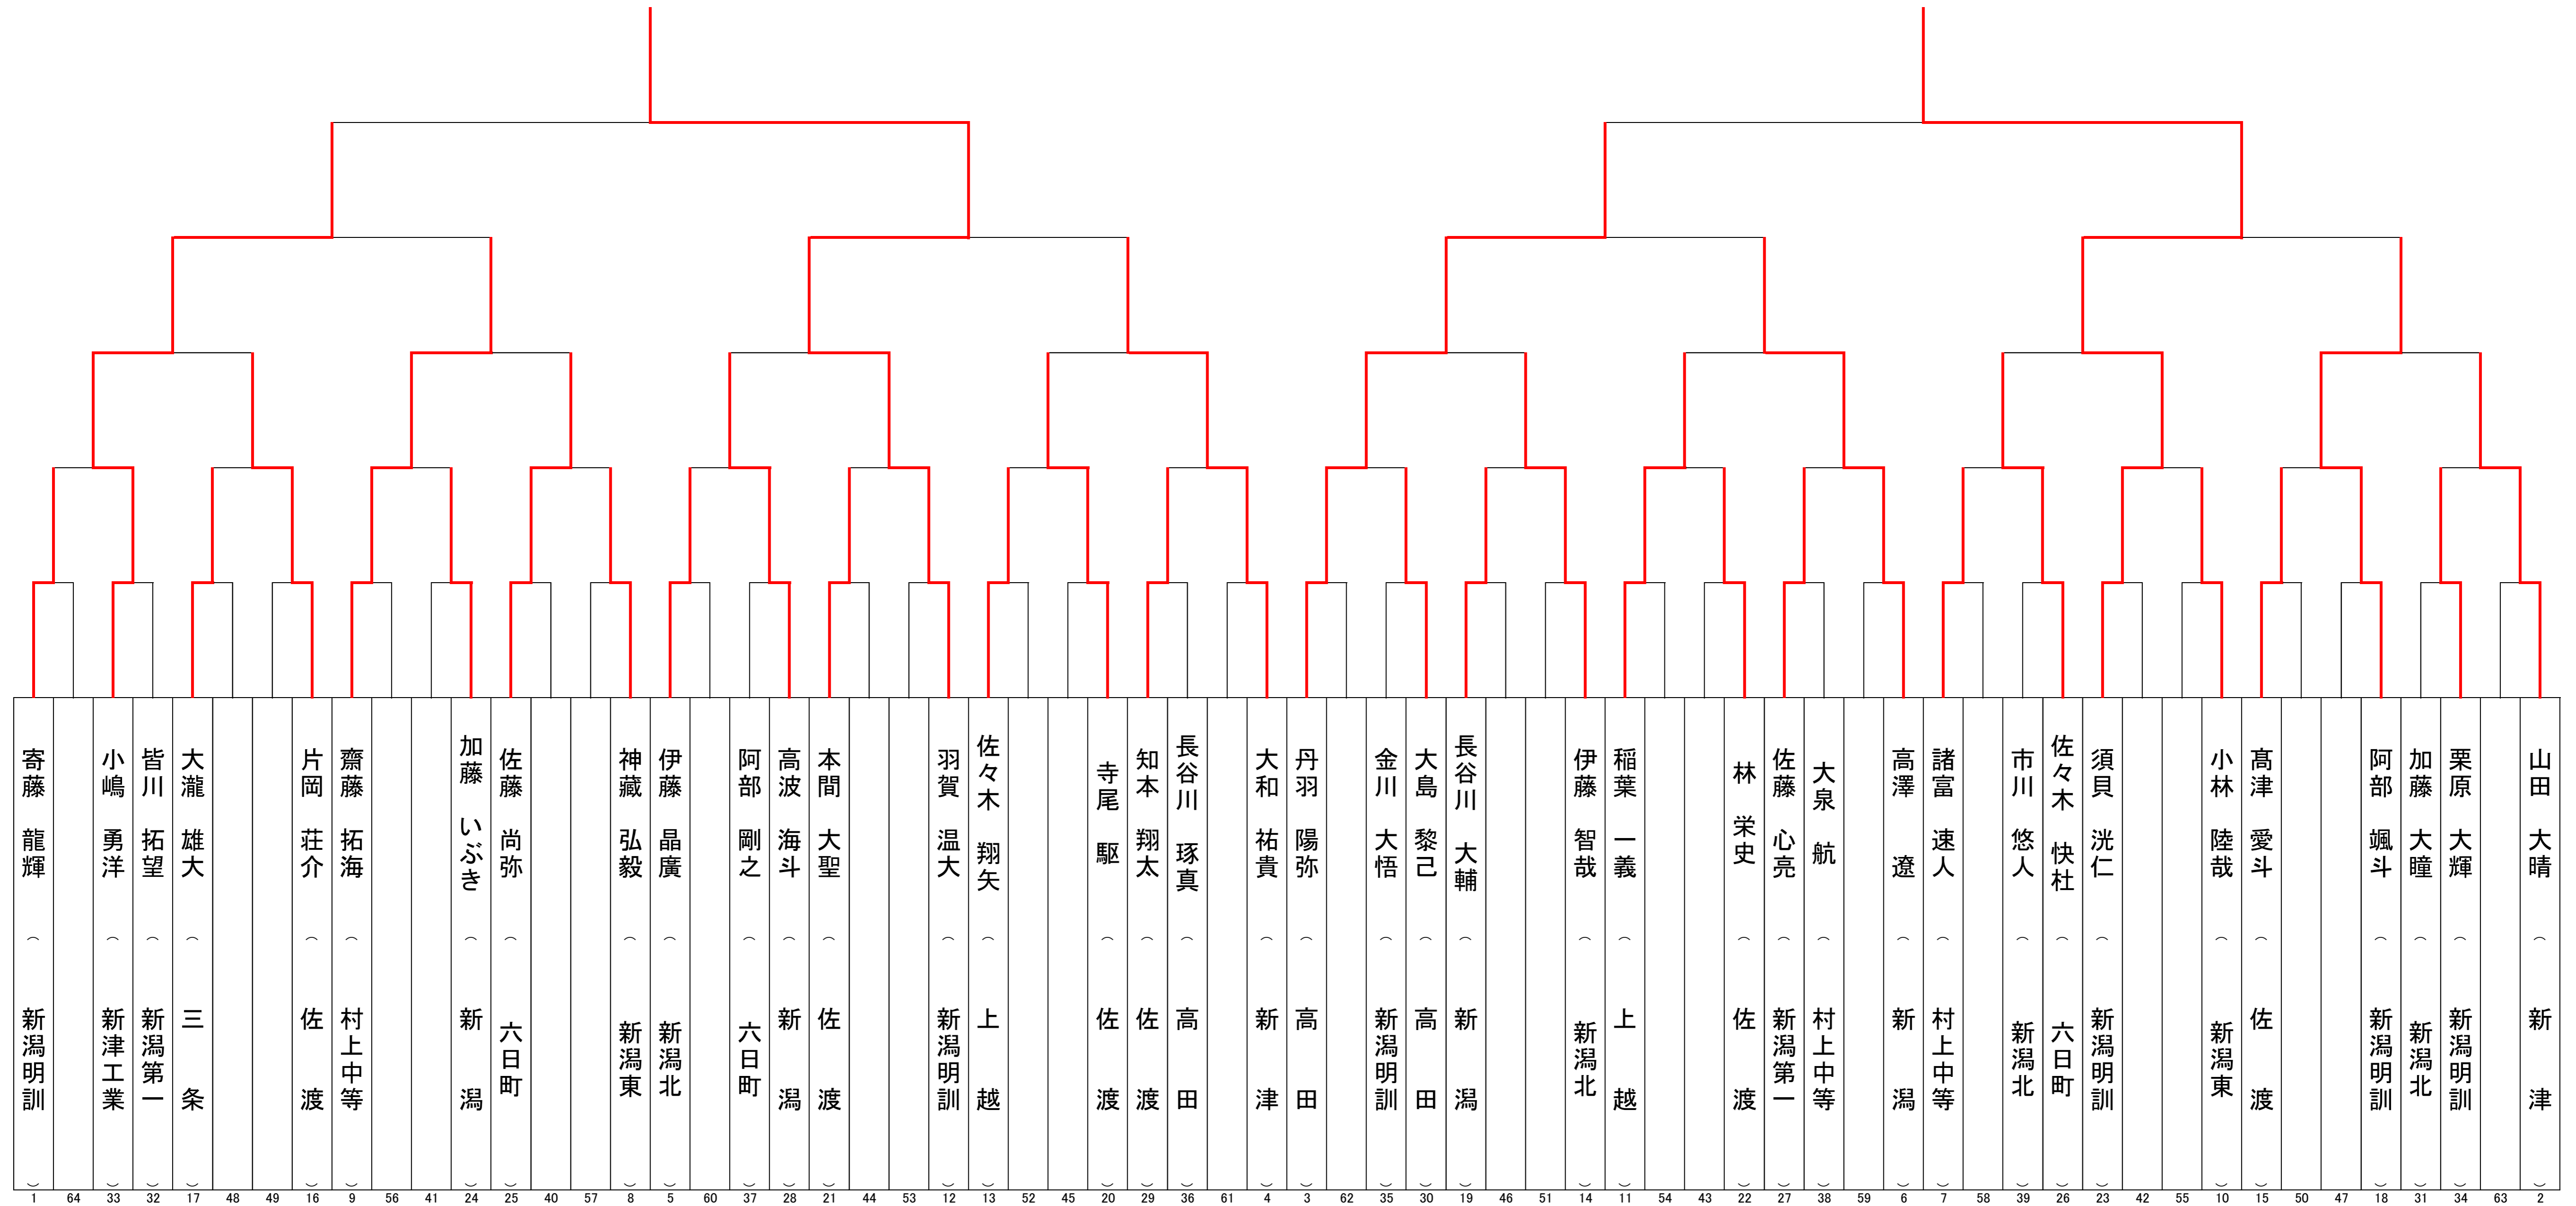 寄藤 龍輝 （新潟明訓） 1
64
小嶋 勇洋 （新津工業） 33
皆川 拓望 （新潟第一） 32
大瀧 雄大 （三条） 17
48
49
片岡 荘介 （佐渡） 16
齋藤 拓海 （村上中等） 9
56
41
加藤 いぶき （新潟） 24
佐藤 尚弥 （六日町） 25
40
57
神藏 弘毅 （新潟東） 8
伊藤 晶廣 （新潟北） 5
60
阿部 剛之 （六日町） 37
高波 海斗 （新潟） 28
本間 大聖 （佐渡） 21
44
53
羽賀 温大 （新潟明訓） 12
佐々木 翔矢 （上越） 13
52
45
寺尾 駆 （佐渡） 20
知本 翔太 （佐渡） 29
長谷川 琢真 （高田） 36
61
大和 祐貴 （新津） 4
丹羽 陽弥 （高田） 3
62
金川 大悟 （新潟明訓） 35
大島 黎己 （高田） 30
長谷川 大輔 （新潟） 19
46
51
伊藤 智哉 （新潟北） 14
稲葉 一義 （上越） 11
54
43
林 栄史 （佐渡） 22
佐藤 心亮 （新潟第一） 27
大泉 航 （村上中等） 38
59
高澤 遼 （新潟） 6
諸富 速人 （村上中等） 7
58
市川 悠人 （新潟北） 39
佐々木 快杜 （六日町） 26
須貝 洸仁 （新潟明訓） 23
42
55
小林 陸哉 （新潟東） 10
髙津 愛斗 （佐渡） 15
50
47
阿部 颯斗 （新潟明訓） 18
加藤 大瞳 （新潟北） 31
栗原 大輝 （新潟明訓） 34
63
山田 大晴 （新津） 2